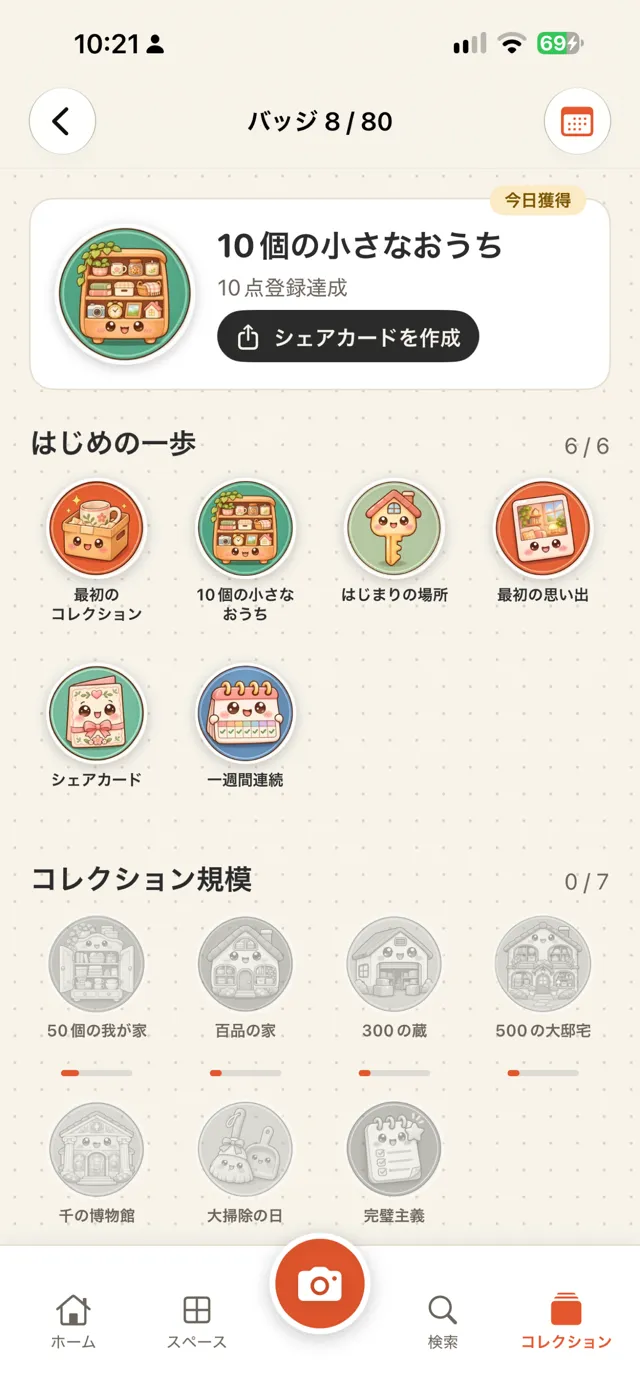 10:21
69
バッジ 8 / 80
今日獲得
10個の小さなおうち
10点登録達成
シェアカードを作成
はじめの一歩
6 / 6
最初の
コレクション
10個の小さな
おうち
はじまりの場所
最初の思い出
シェアカード
一週間連続
コレクション規模
0 / 7
50個の我が家
百品の家
300の蔵
500の大邸宅
千の博物館
大掃除の日
完璧主義
ホーム
スペース
検索
コレクション